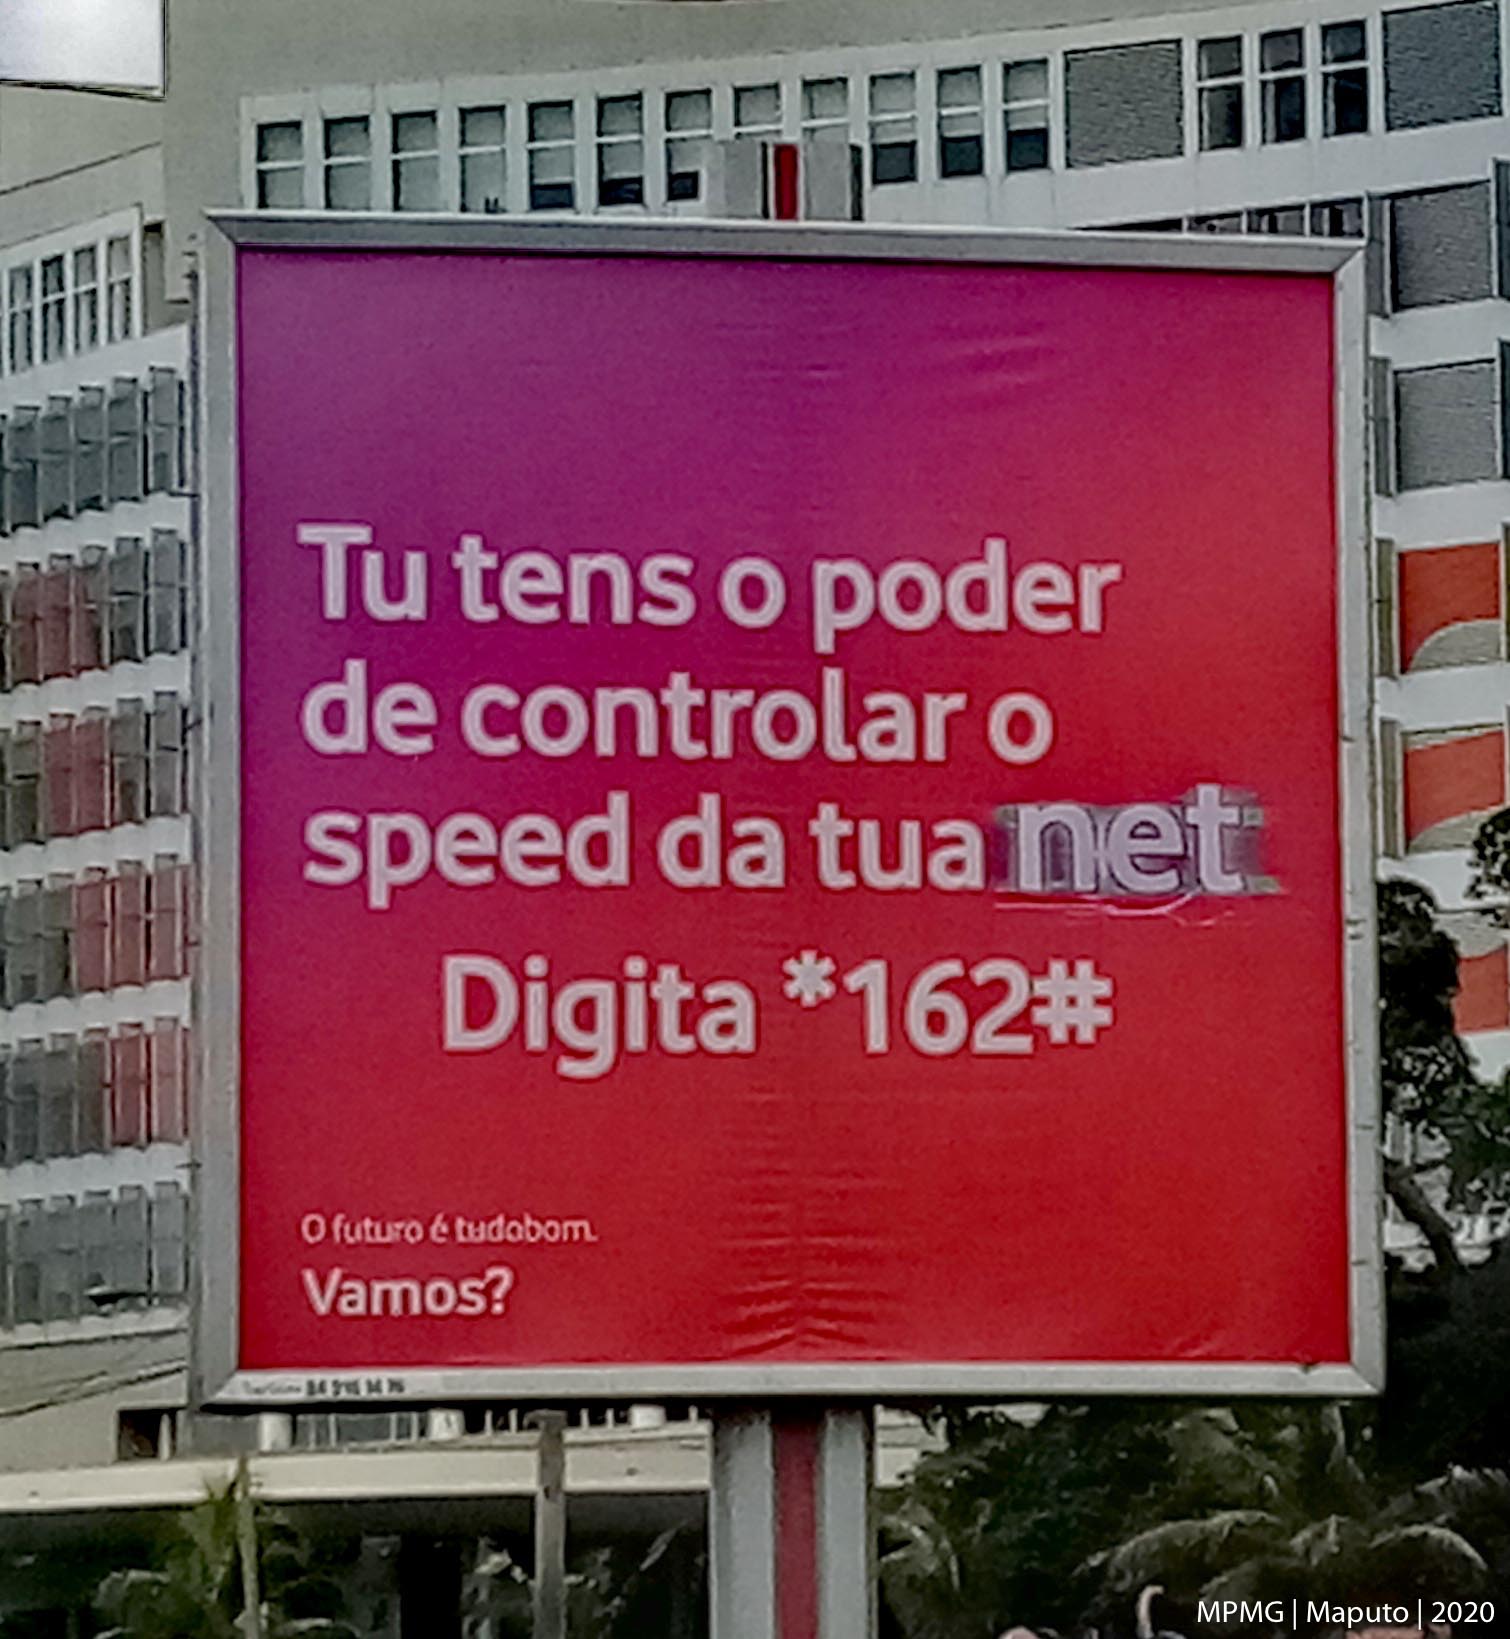 Tu tens o poder
de controlar o
speed da tua net
Digita *162#
O futuro é tudobom.
Vamos?
MPMG | Maputo | 2020